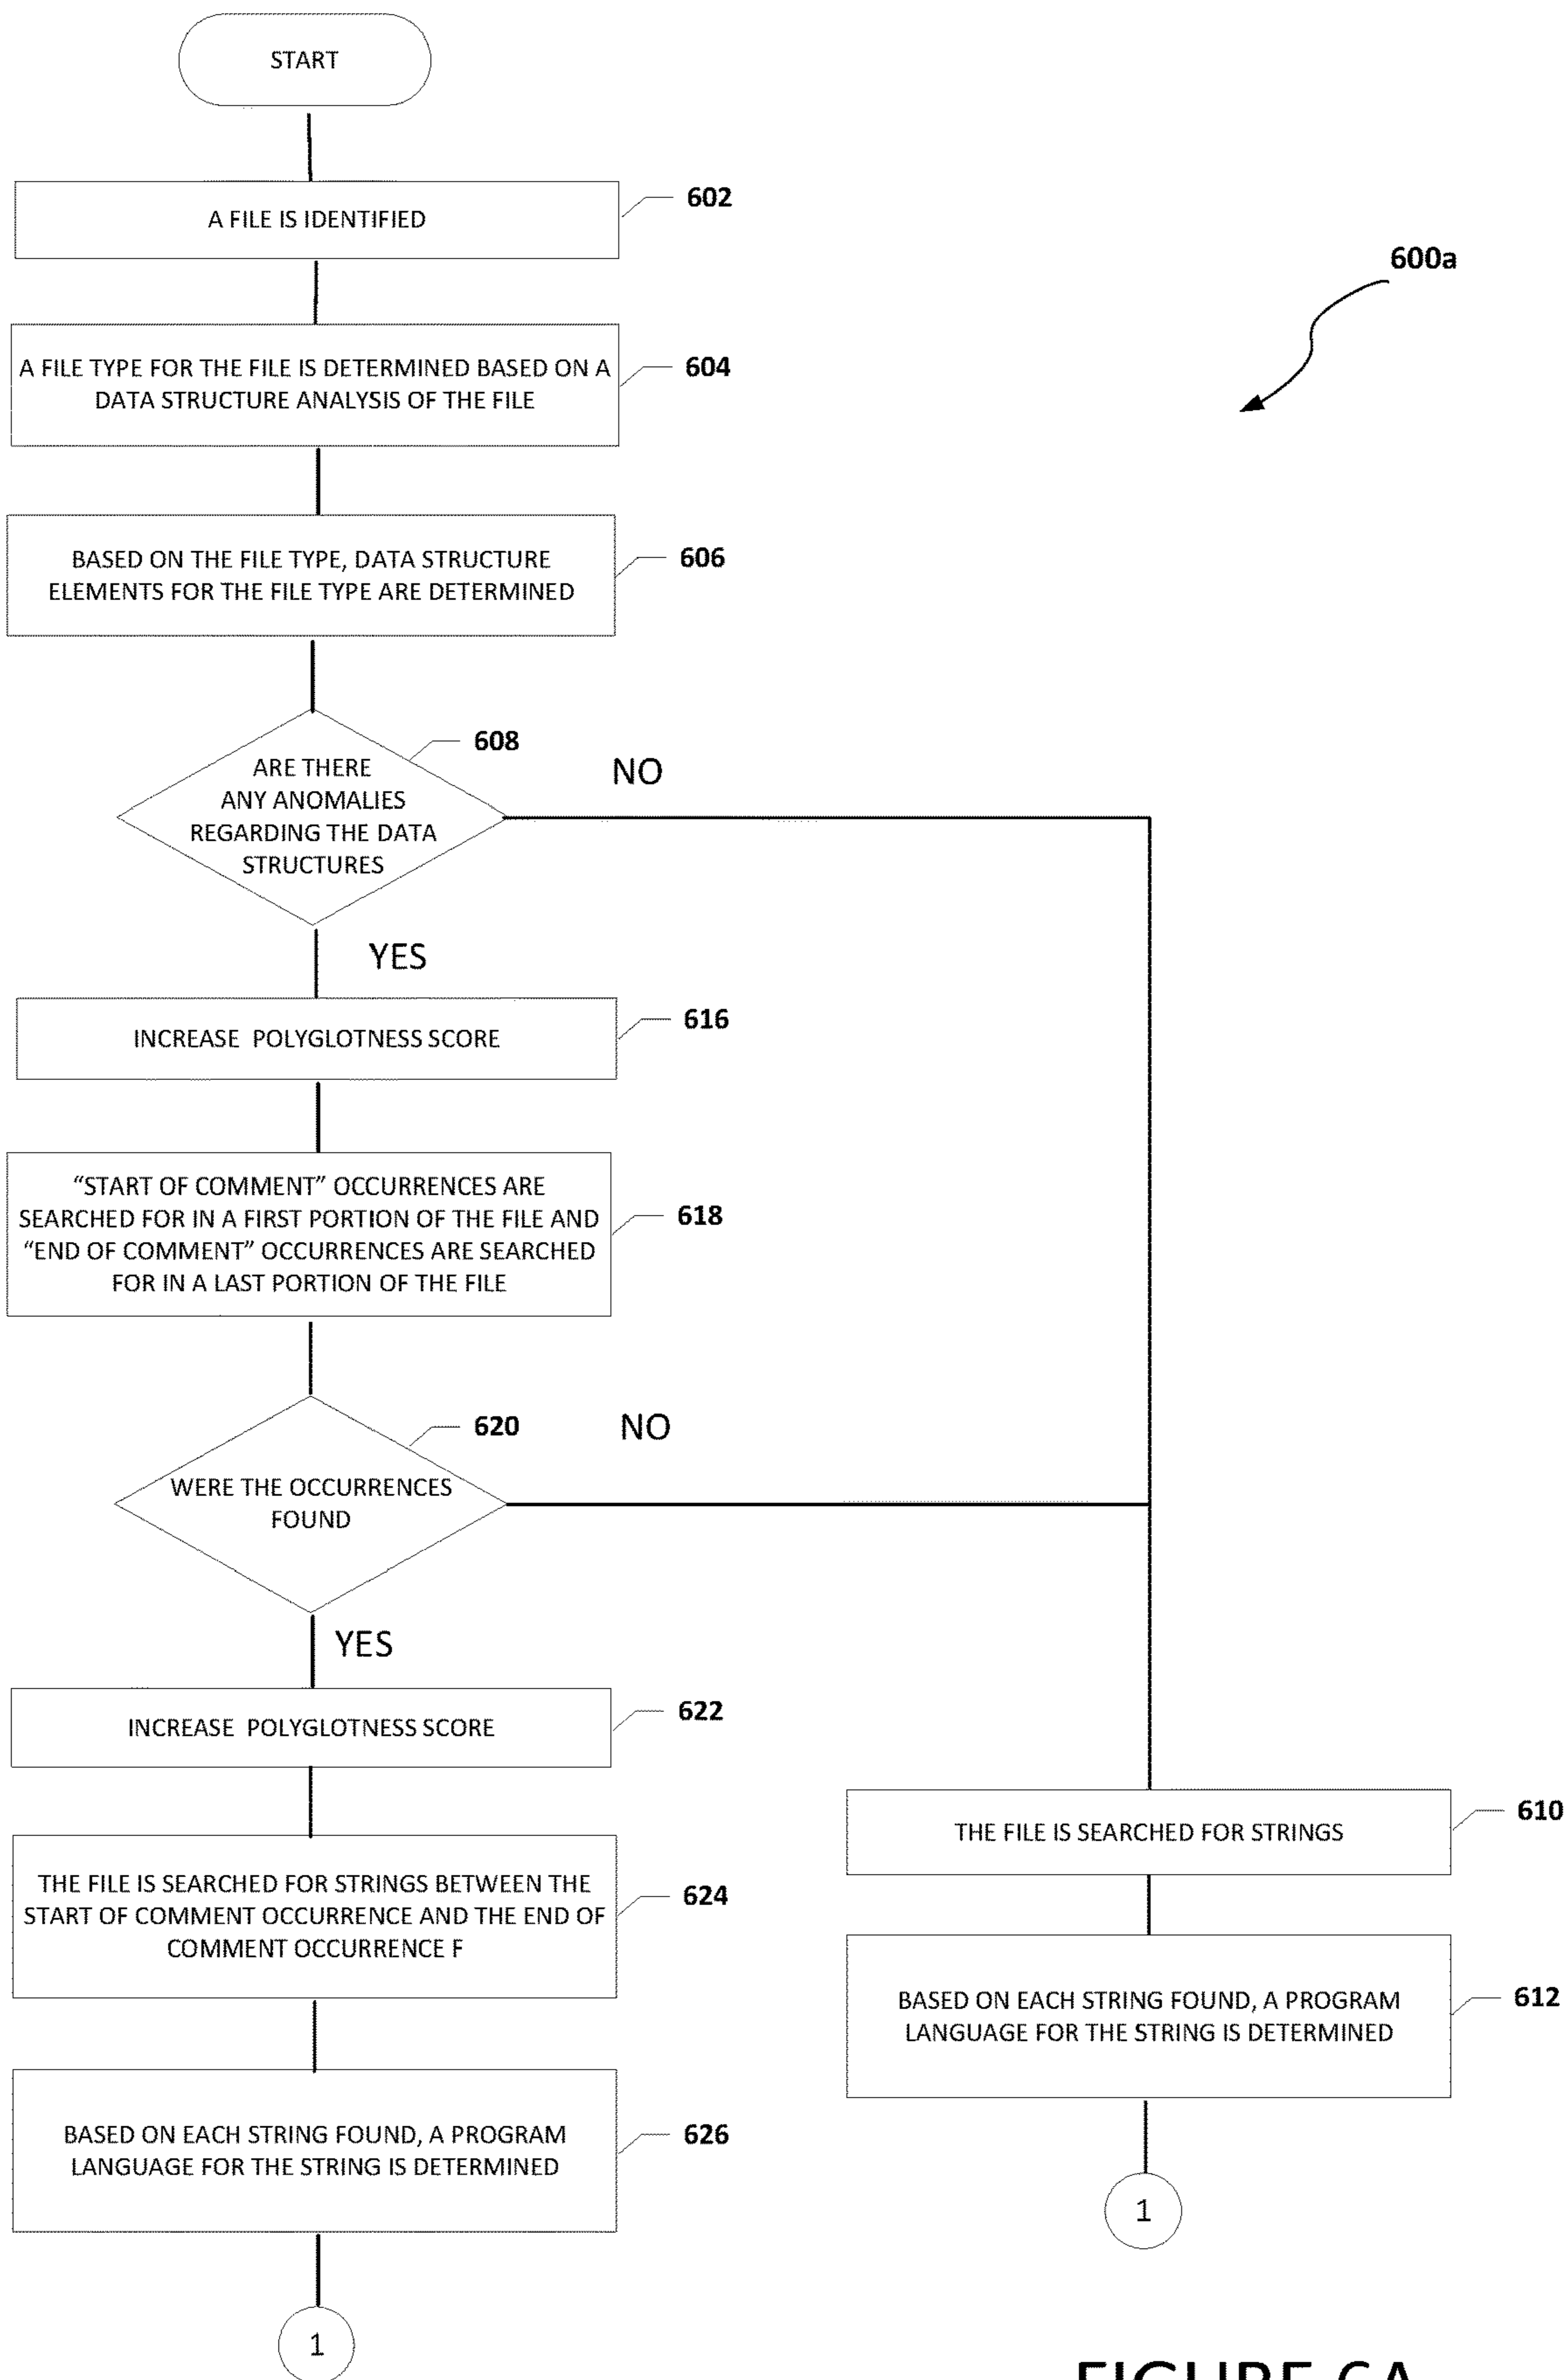 START
A FILE IS IDENTIFIED
602
600a
A FILE TYPE FOR THE FILE IS DETERMINED BASED ON A
DATA STRUCTURE ANALYSIS OF THE FILE
604
BASED ON THE FILE TYPE, DATA STRUCTURE
ELEMENTS FOR THE FILE TYPE ARE DETERMINED
606
608
NO
ARE THERE
ANY ANOMALIES
REGARDING THE DATA
STRUCTURES
YES
INCREASE POLYGLOTNESS SCORE
616
“START OF COMMENT” OCCURRENCES ARE
SEARCHED FOR IN A FIRST PORTION OF THE FILE AND
“END OF COMMENT” OCCURRENCES ARE SEARCHED
FOR IN A LAST PORTION OF THE FILE
618
620
NO
WERE THE OCCURRENCES
FOUND
YES
INCREASE POLYGLOTNESS SCORE
622
THE FILE IS SEARCHED FOR STRINGS
610
THE FILE IS SEARCHED FOR STRINGS BETWEEN THE
START OF COMMENT OCCURRENCE AND THE END OF
COMMENT OCCURRENCE F
624
BASED ON EACH STRING FOUND, A PROGRAM
LANGUAGE FOR THE STRING IS DETERMINED
612
BASED ON EACH STRING FOUND, A PROGRAM
LANGUAGE FOR THE STRING IS DETERMINED
626
1
1
FIGURE 6A